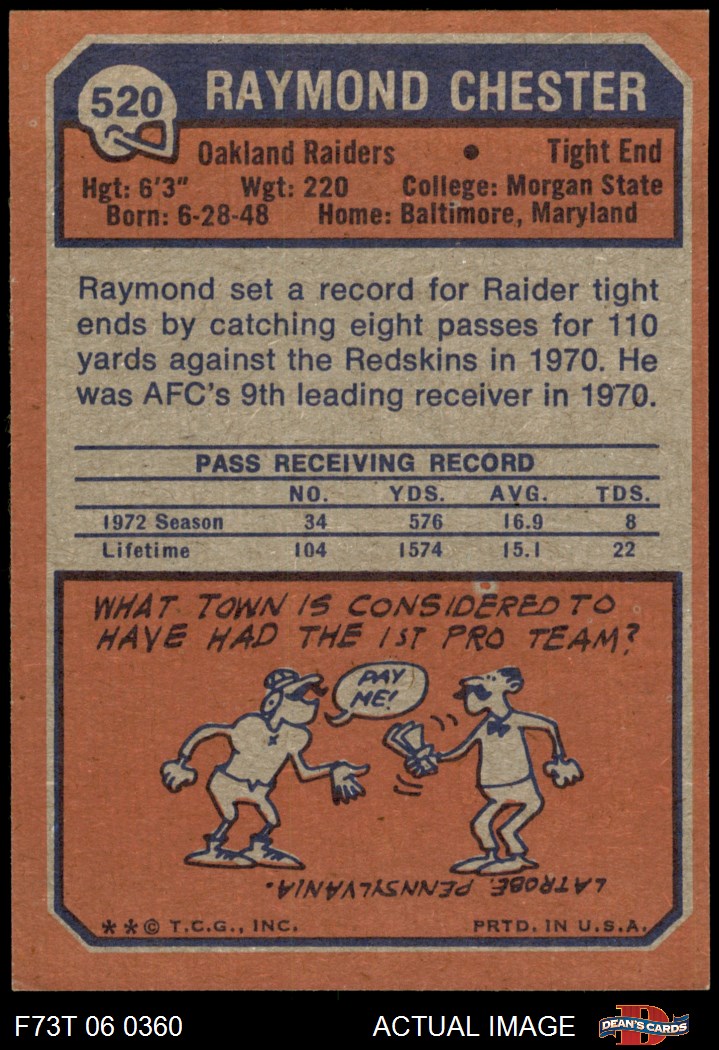 520
RAYMOND CHESTER
Oakland Raiders • Tight End
Hgt: 6'3" Wgt: 220 College: Morgan State
Born: 6-28-48 Home: Baltimore, Maryland
Raymond set a record for Raider tight
ends by catching eight passes for 110
yards against the Redskins in 1970. He
was AFC's 9th leading receiver in 1970.
PASS RECEIVING RECORD
NO. YDS. AVG. TDS.
1972 Season 34 576 16.9 8
Lifetime 104 1574 15.1 22
WHAT TOWN IS CONSIDERED TO
HAVE HAD THE 1ST PRO TEAM?
PAY
ME!
LATROBE, PENNSYLVANIA.
**© T.C.G., INC. PRTD. IN U.S.A.
F73T 06 0360 ACTUAL IMAGE
D
DEAN'S CARDS